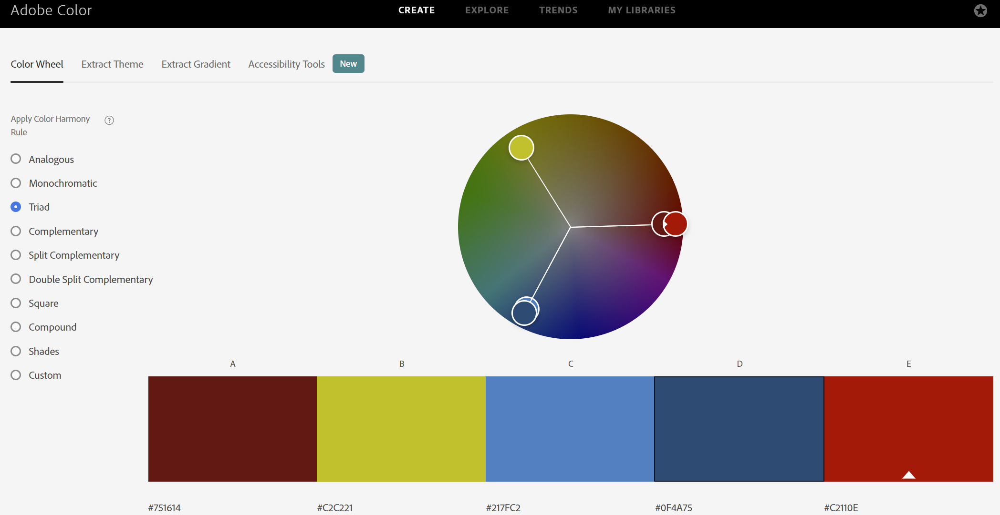 Adobe Color
CREATE
EXPLORE
TRENDS
MY LIBRARIES
Color Wheel
Extract Theme
Extract Gradient
Accessibility Tools
New
Apply Color Harmony
Rule
?
Analogous
Monochromatic
Triad
Complementary
Split Complementary
Double Split Complementary
Square
Compound
Shades
Custom
A
B
C
D
E
#751614
#C2C221
#217FC2
#0F4A75
#C2110E